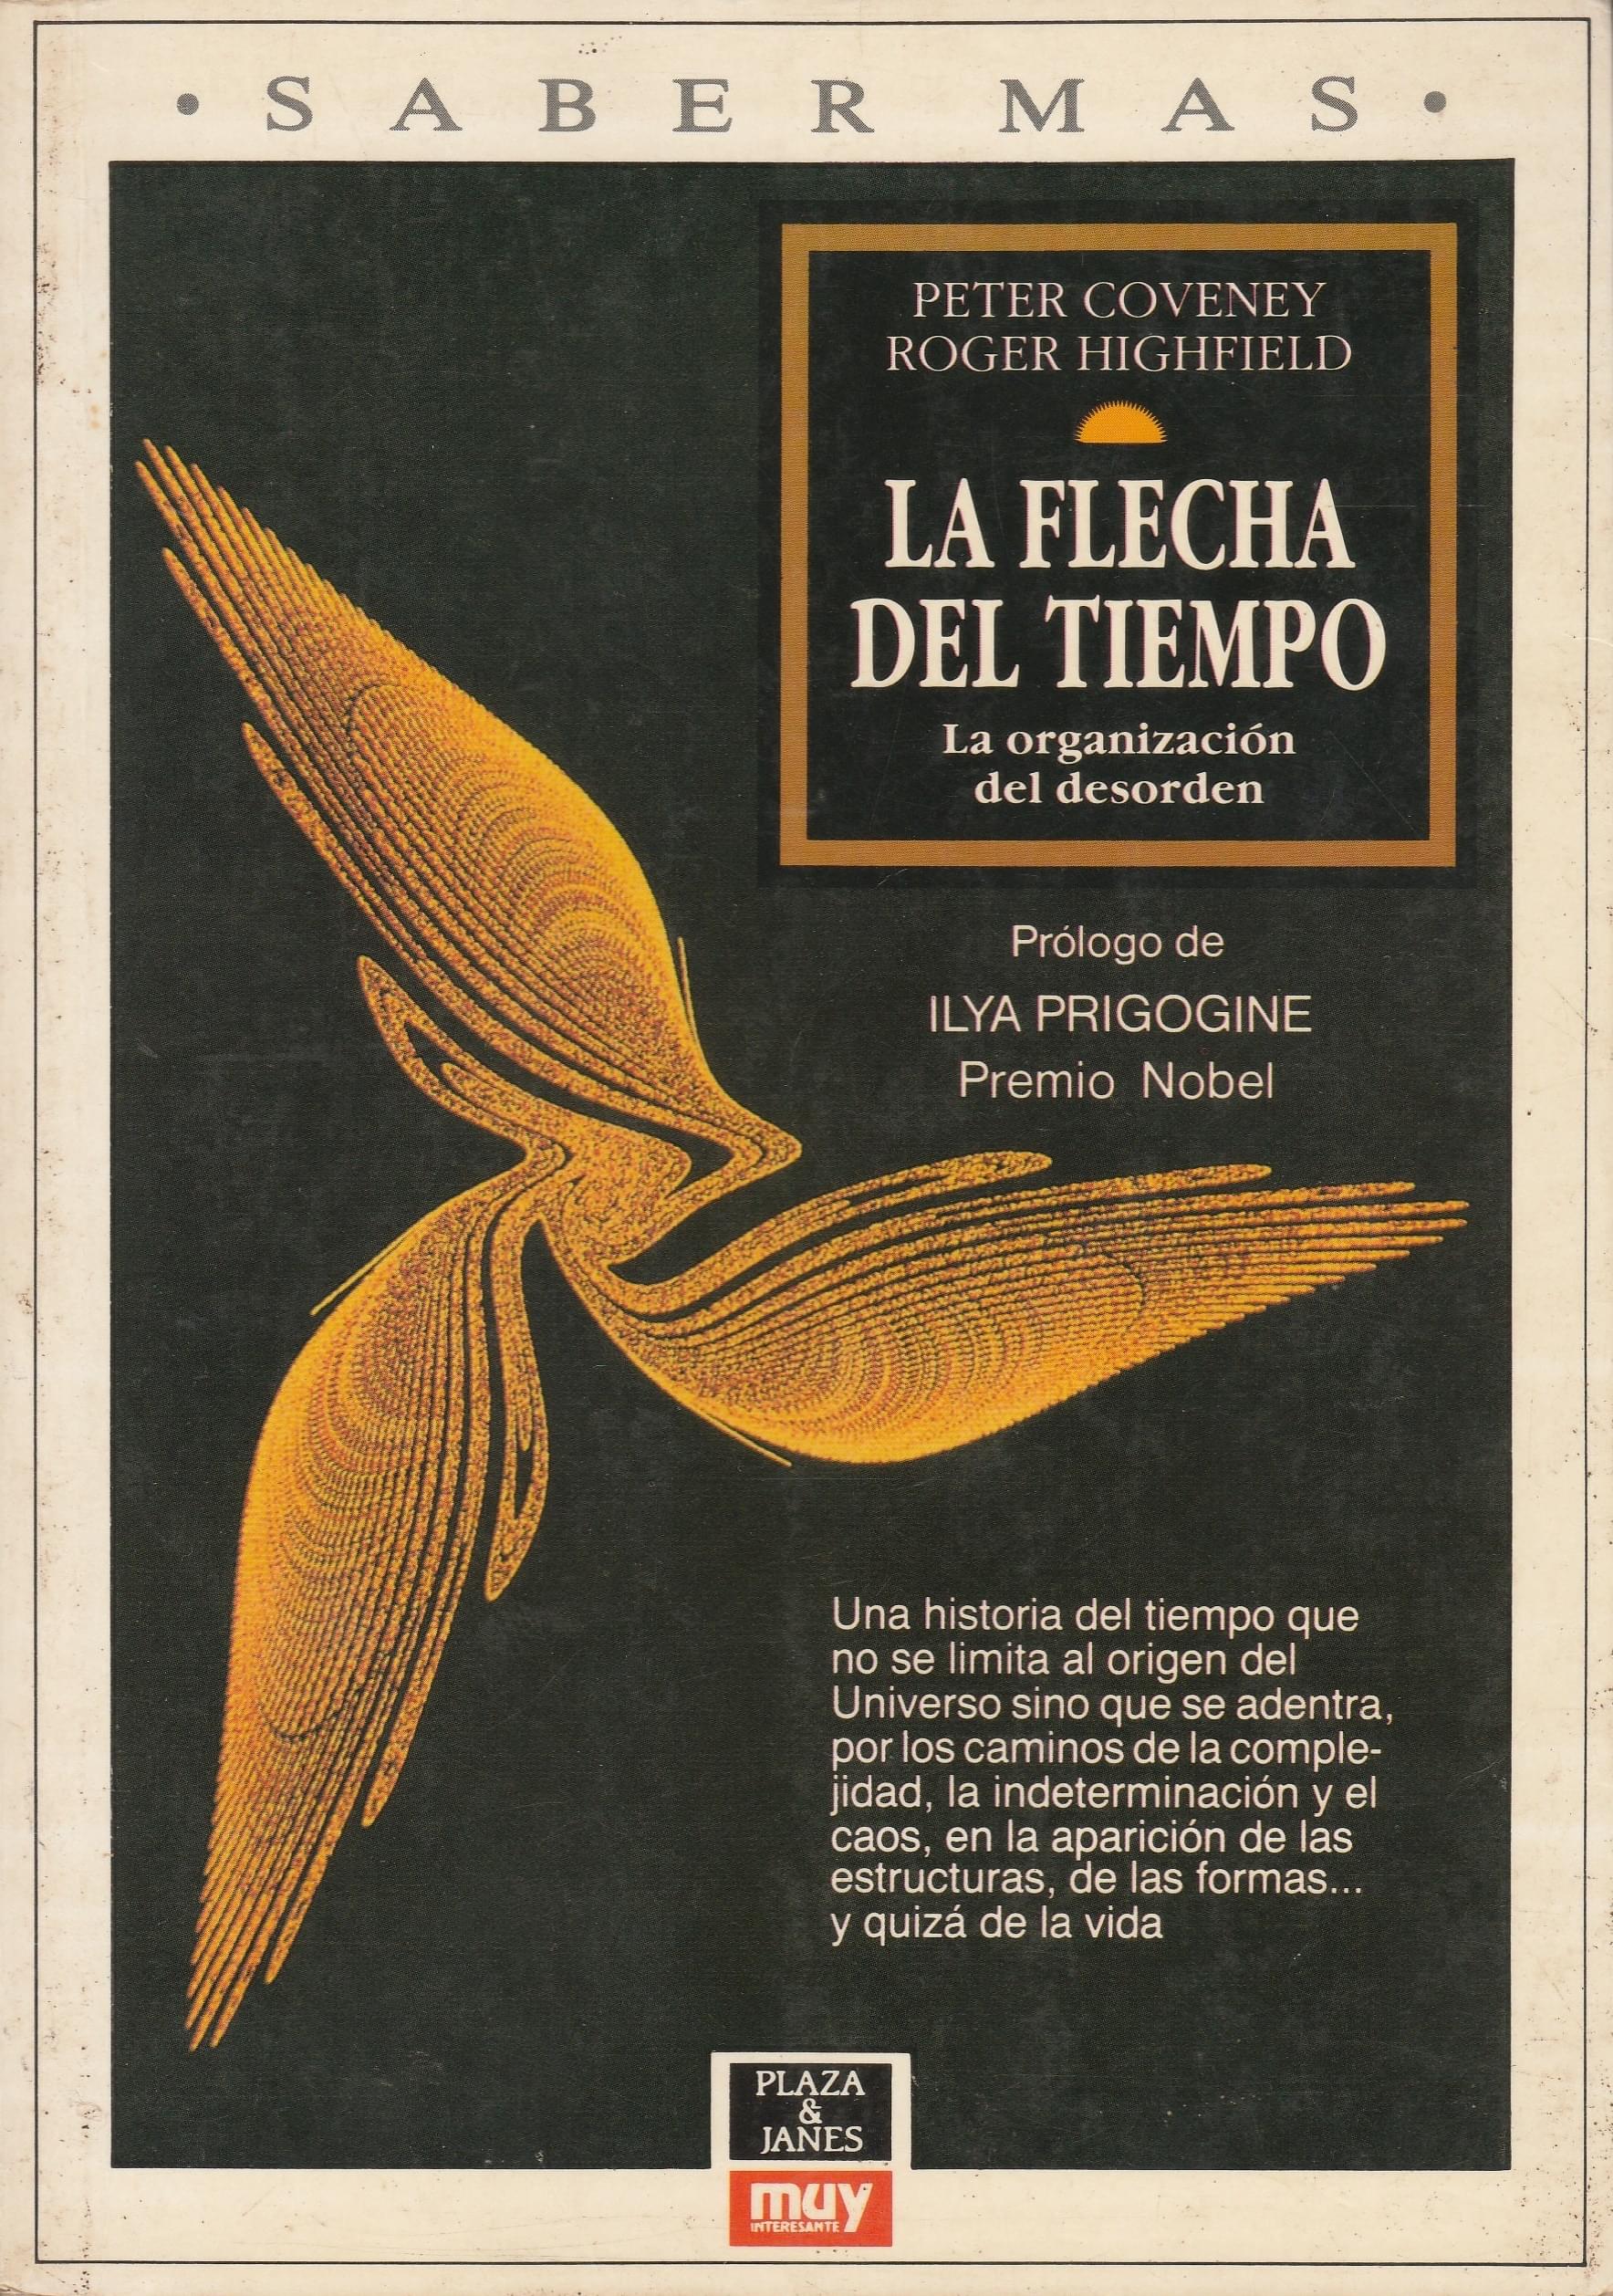 • SABER MAS •
PETER COVENEY
ROGER HIGHFIELD
LA FLECHA
DEL TIEMPO
La organización
del desorden
Prólogo de
ILYA PRIGOGINE
Premio Nobel
Una historia del tiempo que
no se limita al origen del
Universo sino que se adentra,
por los caminos de la comple-
jidad, la indeterminación y el
caos, en la aparición de las
estructuras, de las formas...
y quizá de la vida
PLAZA
&
JANES
muy
INTERESANTE